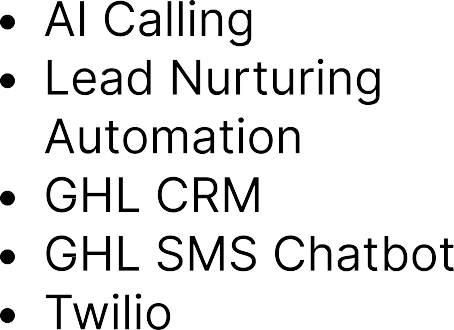 • AI Calling
• Lead Nurturing
Automation
• GHL CRM
• GHL SMS Chatbot
• Twilio